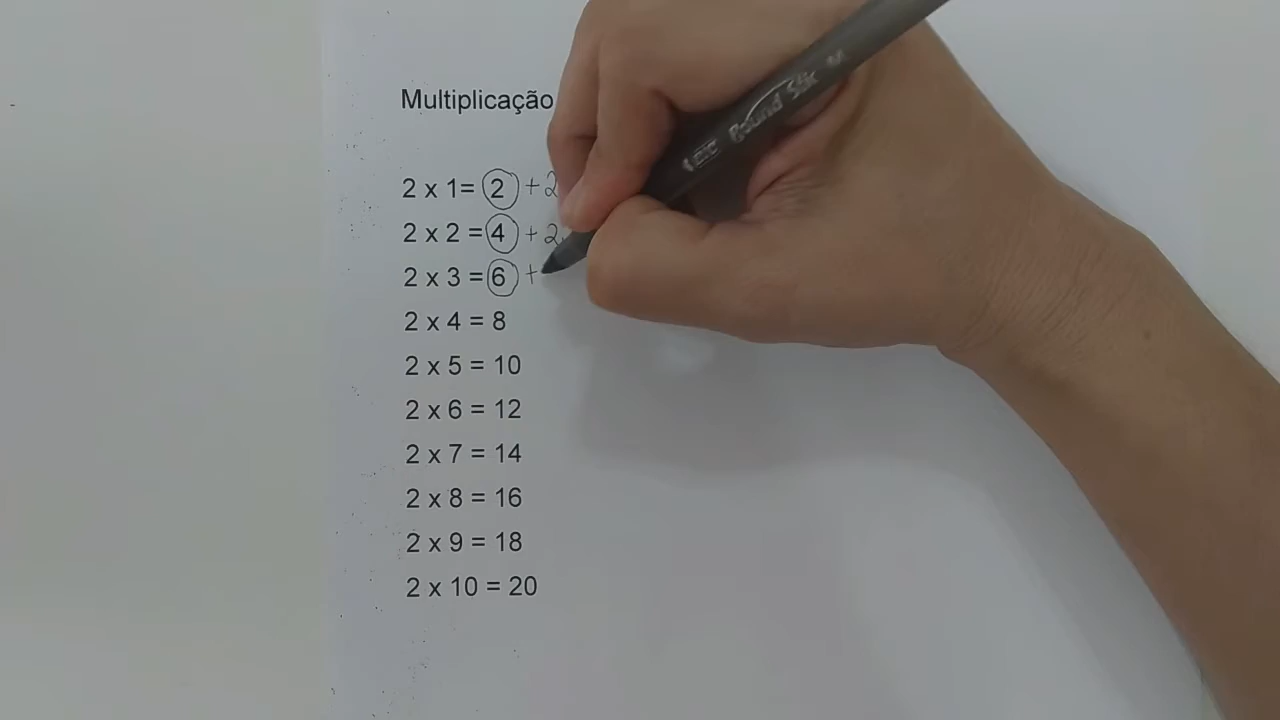 Multiplicação
2 x 1= 2 + 2
2 x 2 = 4 + 2
2 x 3 = 6 +
2 x 4 = 8
2 x 5 = 10
2 x 6 = 12
2 x 7 = 14
2 x 8 = 16
2 x 9 = 18
2 x 10 = 20
BIC Round Stic M